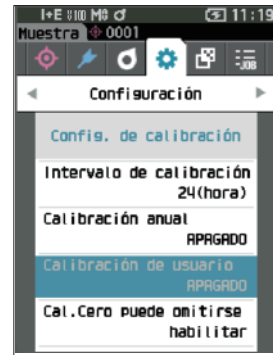 I+E 11:19
Muestra 0001
JOB
Configuración
Config. de calibración
Intervalo de calibración
24(hora)
Calibración anual
APAGADO
Calibración de usuario
APAGADO
Cal.Cero puede omitirse
habilitar